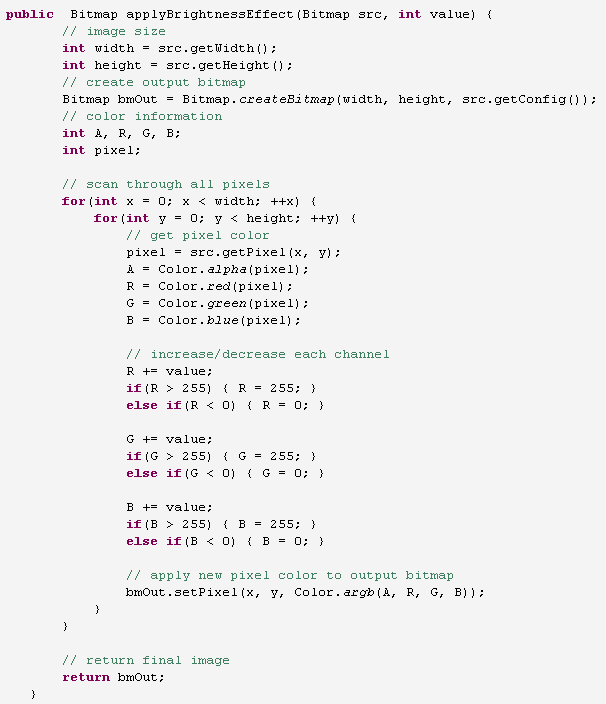 public  Bitmap applyBrightnessEffect(Bitmap src, int value) {
// image size
int width = src.getWidth();
int height = src.getHeight();
// create output bitmap
Bitmap bmOut = Bitmap.createBitmap(width, height, src.getConfig());
// color information
int A, R, G, B;
int pixel;

// scan through all pixels
for(int x = 0; x < width; ++x) {
for(int y = 0; y < height; ++y) {
// get pixel color
pixel = src.getPixel(x, y);
A = Color.alpha(pixel);
R = Color.red(pixel);
G = Color.green(pixel);
B = Color.blue(pixel);

// increase/decrease each channel
R += value;
if(R > 255) { R = 255; }
else if(R < 0) { R = 0; }

G += value;
if(G > 255) { G = 255; }
else if(G < 0) { G = 0; }

B += value;
if(B > 255) { B = 255; }
else if(B < 0) { B = 0; }

// apply new pixel color to output bitmap
bmOut.setPixel(x, y, Color.argb(A, R, G, B));
}
}

// return final image
return bmOut;
}